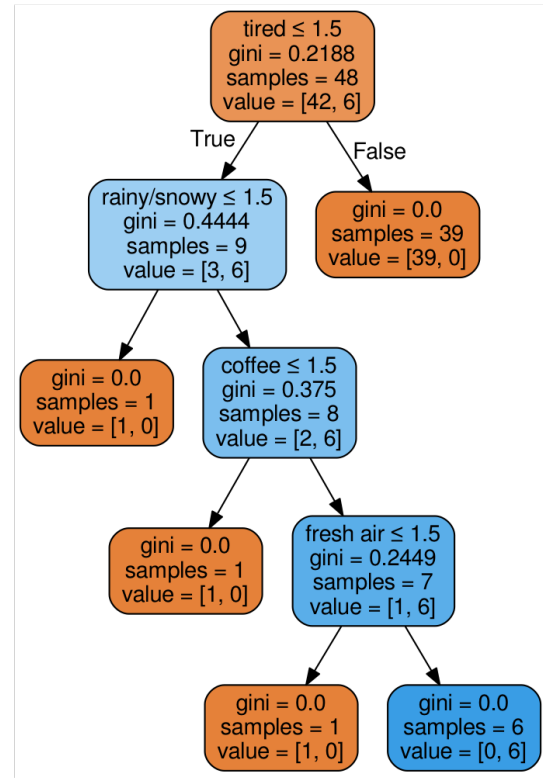 tired ≤ 1.5
gini = 0.2188
samples = 48
value = [42, 6]
True
False
rainy/snowy ≤ 1.5
gini = 0.4444
samples = 9
value = [3, 6]
gini = 0.0
samples = 39
value = [39, 0]
gini = 0.0
samples = 1
value = [1, 0]
coffee ≤ 1.5
gini = 0.375
samples = 8
value = [2, 6]
gini = 0.0
samples = 1
value = [1, 0]
fresh air ≤ 1.5
gini = 0.2449
samples = 7
value = [1, 6]
gini = 0.0
samples = 1
value = [1, 0]
gini = 0.0
samples = 6
value = [0, 6]